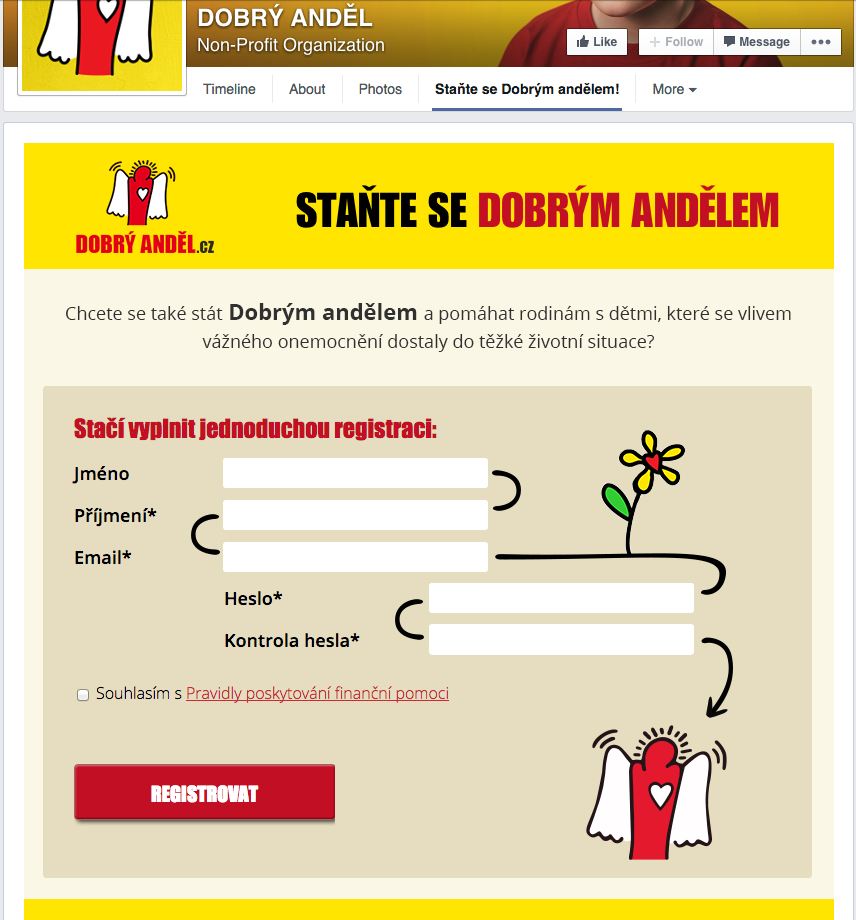 DOBRÝ ANDĚL
Non-Profit Organization
Like
Follow
Message
Timeline
About
Photos
Staňte se Dobrým andělem!
More
DOBRÝ ANDĚL.CZ
STAŇTE SE DOBRÝM ANDĚLEM
Chcete se také stát Dobrým andělem a pomáhat rodinám s dětmi, které se vlivem
vážného onemocnění dostaly do těžké životní situace?
Stačí vyplnit jednoduchou registraci:
Jméno
Příjmení*
Email*
Heslo*
Kontrola hesla*
Souhlasím s Pravidly poskytování finanční pomoci
REGISTROVAT